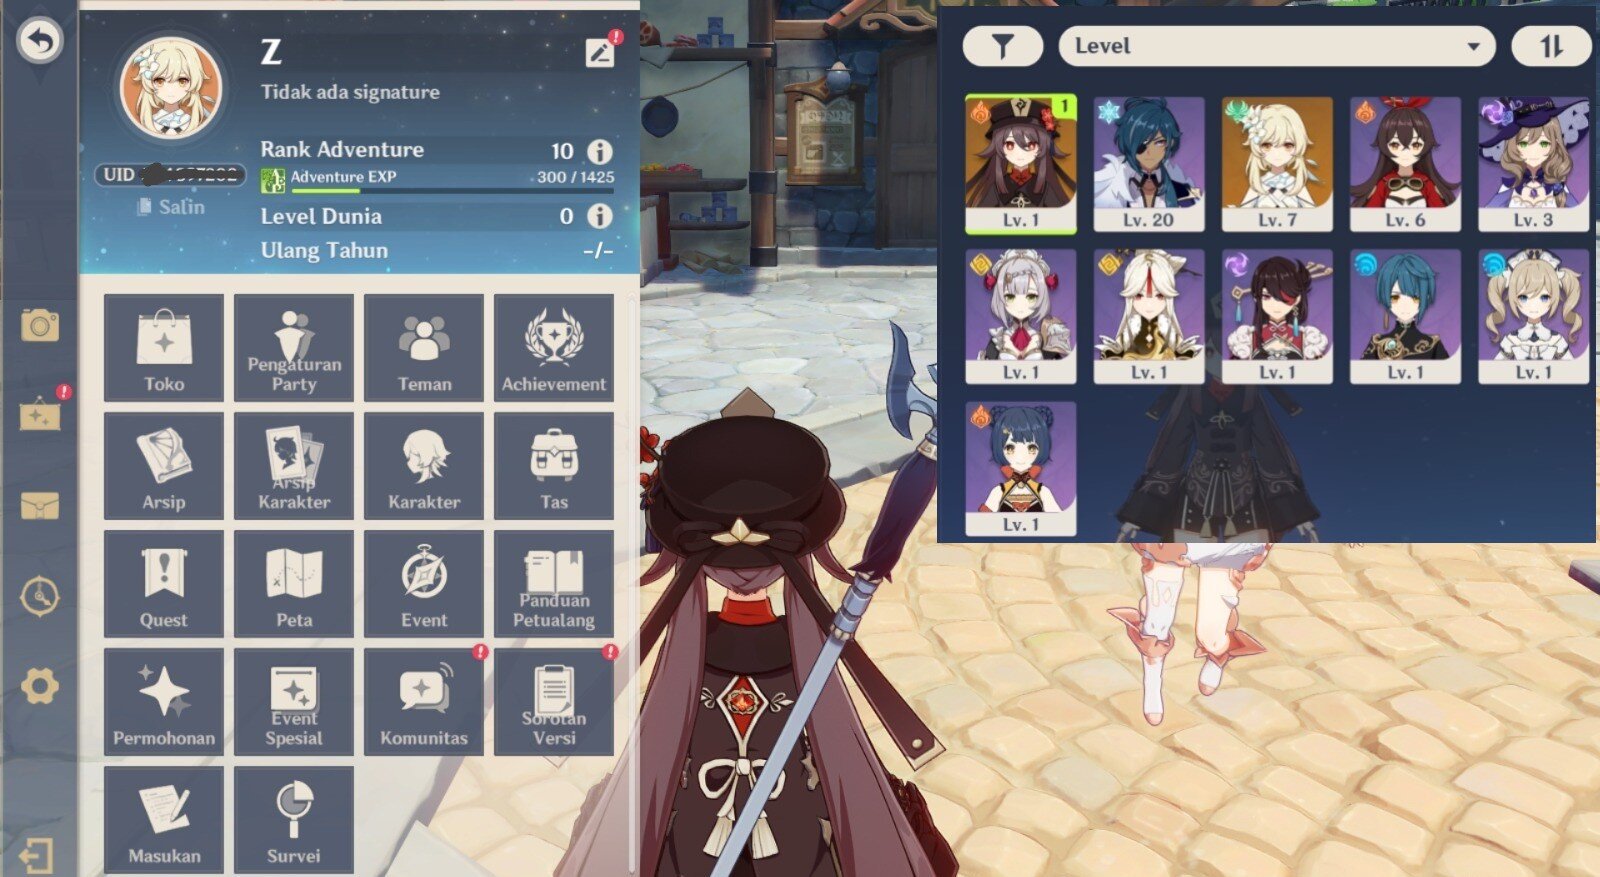 Z
Tidak ada signature
Rank Adventure 10
Adventure EXP 300 / 1425
UID
Salin
Level Dunia 0
Ulang Tahun --/--
Toko
Pengaturan Party
Teman
Achievement
Arsip
Arsip Karakter
Karakter
Tas
Quest
Peta
Event
Panduan Petualang
Permohonan
Event Spesial
Komunitas
Sorotan Versi
Masukan
Survei
Level
1
Lv. 1
Lv. 20
Lv. 7
Lv. 6
Lv. 3
Lv. 1
Lv. 1
Lv. 1
Lv. 1
Lv. 1
Lv. 1